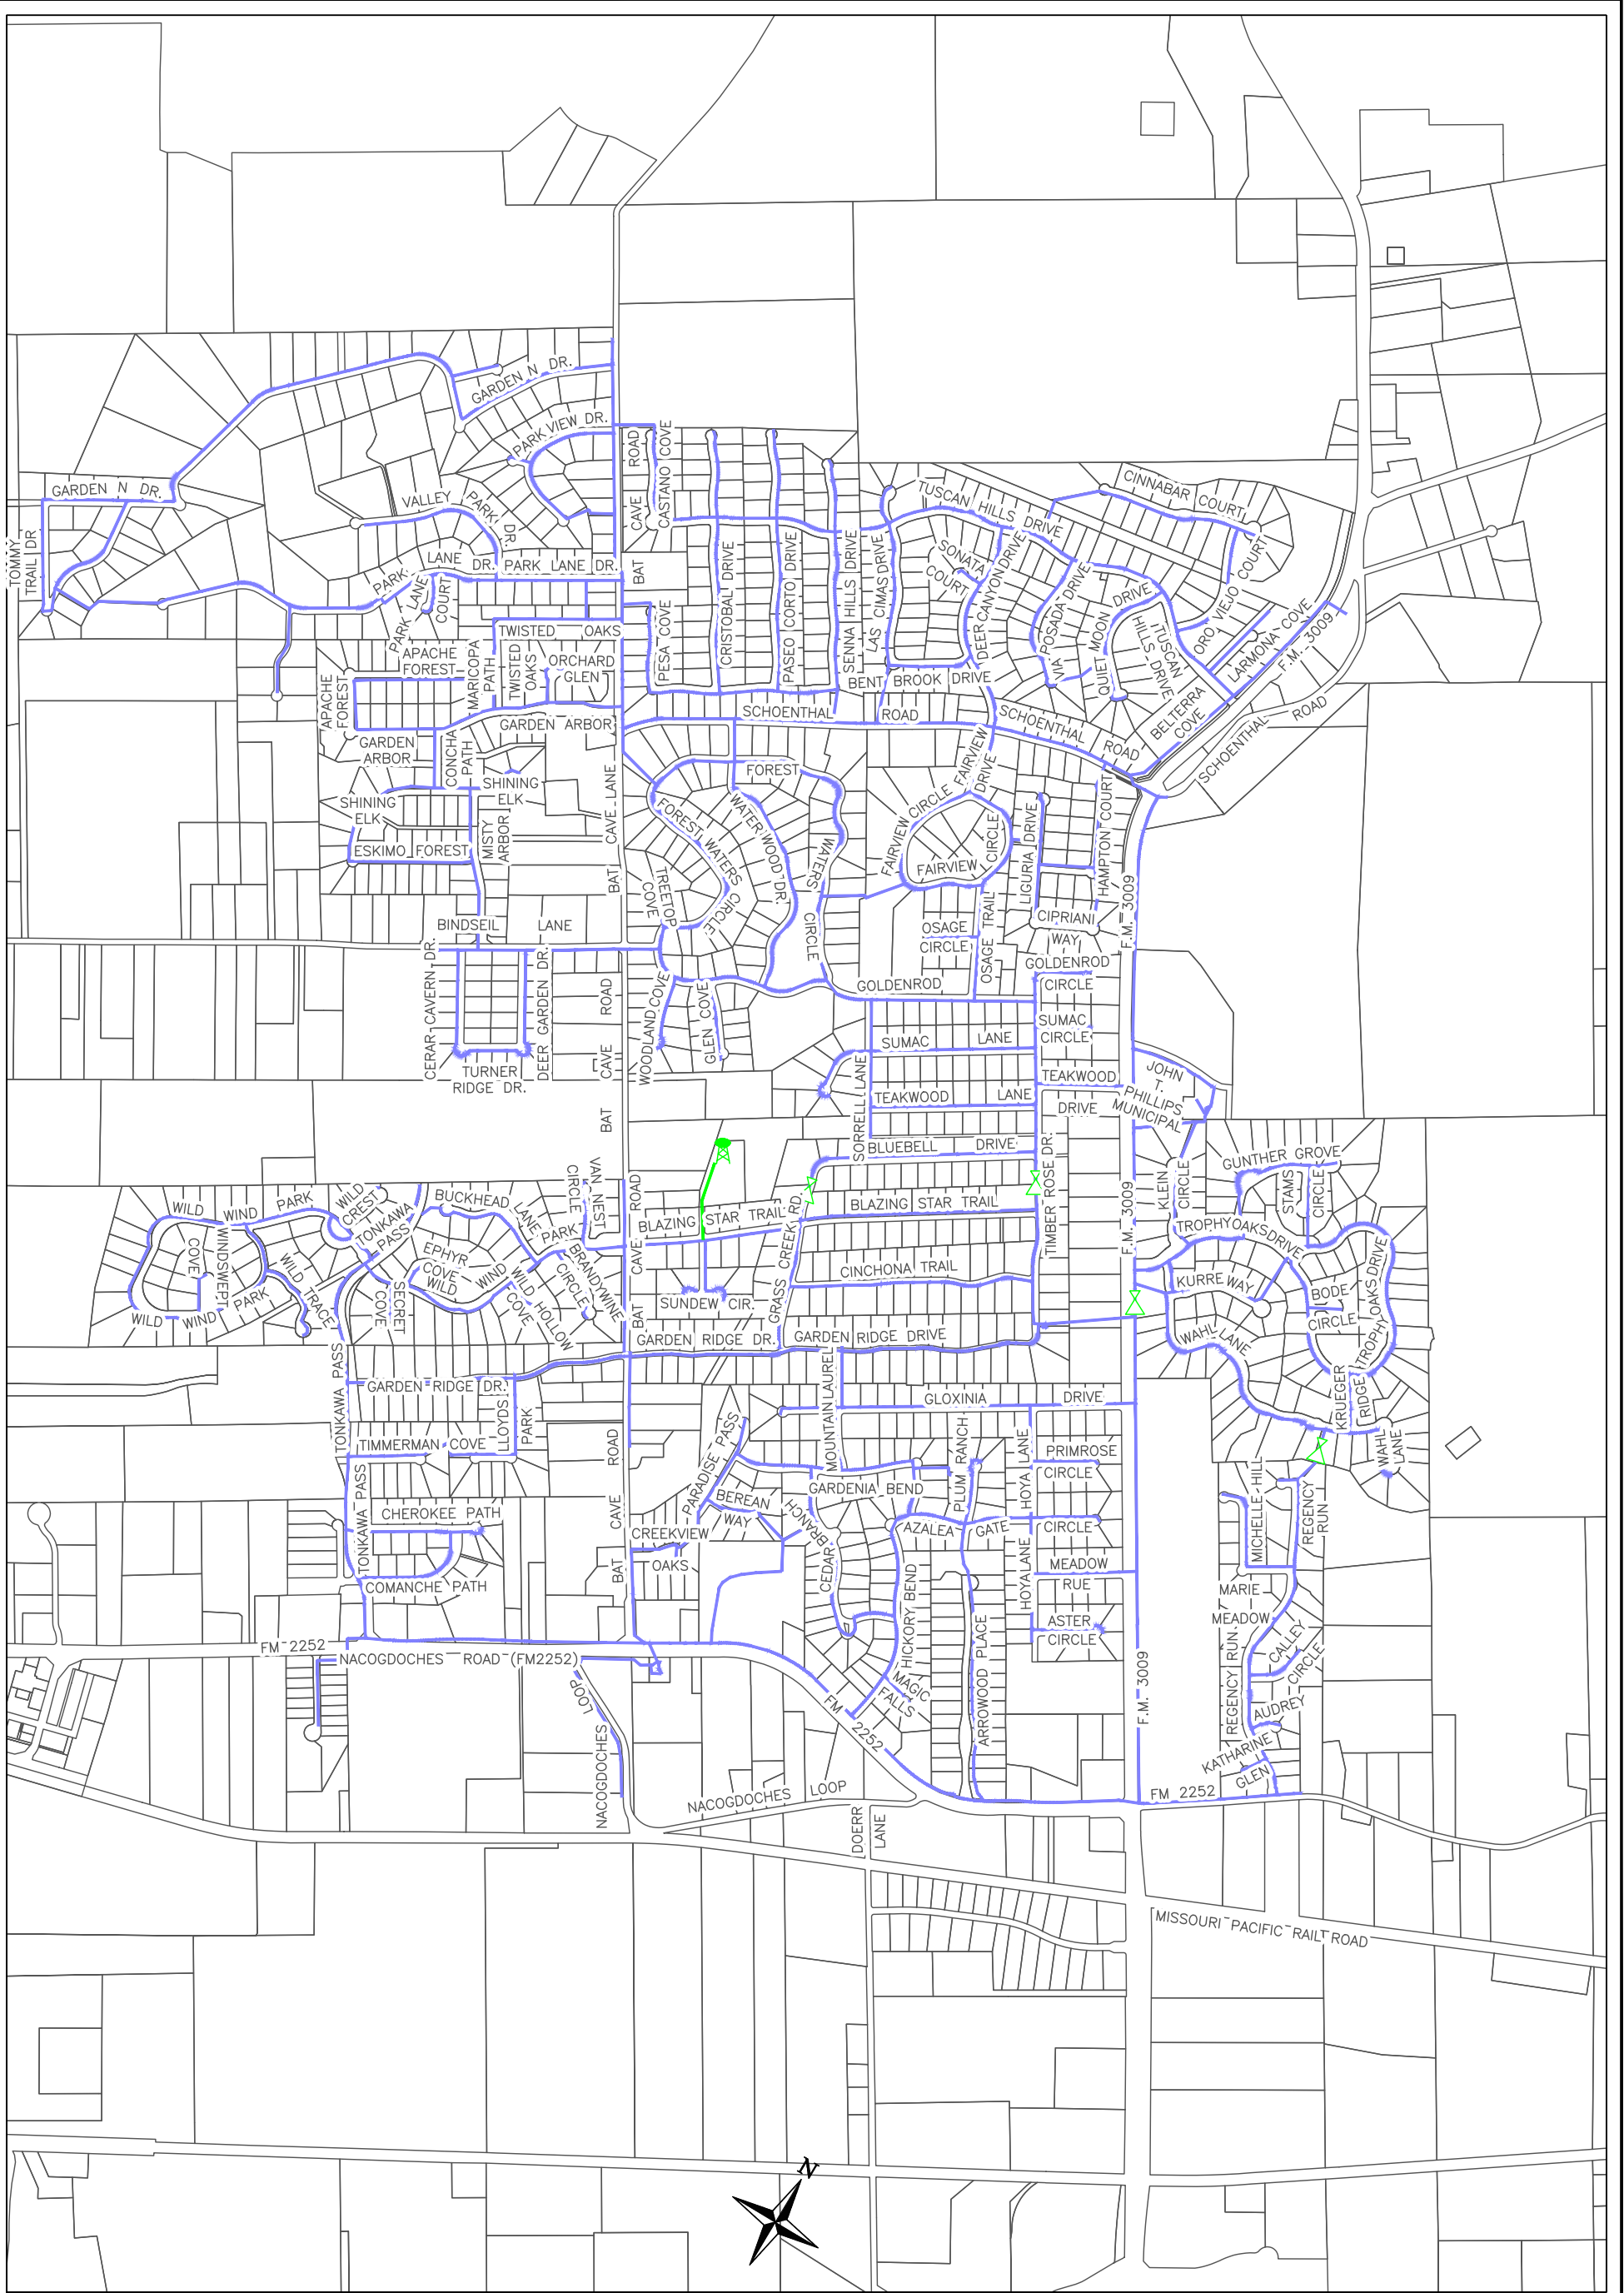 GARDEN N DR.
PARK VIEW DR.
ROAD
CASTANO COVE
CAVE
BAT
GARDEN N DR.
VALLEY PARK DR.
TOMMY
TRAIL DR
LANE DR.
PARK LANE DR.
PARK
PARK LANE
COURT
TUSCAN HILLS DRIVE
CINNABAR COURT
SONATA
COURT
DEER CANYON DRIVE
VIA POSADA DRIVE
QUIET MOON DRIVE
TUSCAN
HILLS DRIVE
ORO VIEJO COURT
LARMONA COVE
F.M. 3009
BELTERRA
COVE
SCHOENTHAL ROAD
PESA COVE
CRISTOBAL DRIVE
PASEO CORTO DRIVE
SENNA HILLS DRIVE
LAS CIMAS DRIVE
BENT BROOK DRIVE
TWISTED OAKS
APACHE
FOREST
MARICOPA
PATH
TWISTED
OAKS
ORCHARD
GLEN
APACHE
FOREST
GARDEN ARBOR
GARDEN
ARBOR
CONCHA
PATH
SCHOENTHAL ROAD
SCHOENTHAL ROAD
SHINING
ELK
SHINING
ELK
MISTY
ARBOR
ESKIMO FOREST
BAT CAVE LANE
FOREST
WATERS
CIRCLE
FOREST WATERS
CIRCLE
WATER WOOD DR.
TREETOP
COVE
FAIRVIEW
DRIVE
FAIRVIEW CIRCLE
FAIRVIEW
CIRCLE
LIGURIA DRIVE
HAMPTON COURT
CIPRIANI
WAY
F.M. 3009
OSAGE
CIRCLE
OSAGE TRAIL
BINDSEIL LANE
CERAR CAVERN DR.
DEER GARDEN DR.
TURNER
RIDGE DR.
BAT CAVE ROAD
WOODLAND COVE
GLEN COVE
GOLDENROD
GOLDENROD
CIRCLE
SUMAC LANE
SUMAC
CIRCLE
SORRELL LANE
TEAKWOOD LANE
TEAKWOOD
DRIVE
JOHN
T.
PHILLIPS
MUNICIPAL
BLUEBELL DRIVE
TIMBER ROSE DR.
BLAZING STAR TRAIL
BLAZING STAR TRAIL
GRASS CREEK RD.
CINCHONA TRAIL
SUNDEW CIR.
F.M. 3009
KLEIN
CIRCLE
GUNTHER GROVE
STAMS
CIRCLE
TROPHY OAKS DRIVE
KURRE WAY
BODE
CIRCLE
TROPHY OAKS DRIVE
WAHL LANE
KRUEGER
RIDGE TROPHY
WAHL
LANE
WILD WIND PARK
WILD
CREST
TONKAWA
PASS
BUCKHEAD
LANE
VAN NEST
CIRCLE
PARK
BRANDYWINE
CIRCLE
COVE
WINDSWEPT
WILD TRACE
WILD WIND PARK
EPHYR
COVE
WILD WIND
SECRET
COVE
WILD HOLLOW
COVE
BAT CAVE ROAD
GARDEN RIDGE DR.
GARDEN RIDGE DRIVE
GARDEN RIDGE DR.
TONKAWA PASS
LLOYDS
PARK
TIMMERMAN COVE
MOUNTAIN LAUREL
GLOXINIA DRIVE
BAT CAVE ROAD
PARADISE PASS
BEREAN
WAY
CREEKVIEW
OAKS
CEDAR BRANCH
GARDENIA BEND
PLUM RANCH
HOYA LANE
PRIMROSE
CIRCLE
AZALEA GATE CIRCLE
HICKORY BEND
HOYA LANE
MEADOW
RUE
ASTER
CIRCLE
ARROWOOD PLACE
MAGIC
FALLS
TONKAWA PASS
CHEROKEE PATH
COMANCHE PATH
MICHELLE HILL
REGENCY
RUN
MARIE
MEADOW
REGENCY RUN
CALLEY
CIRCLE
AUDREY
KATHARINE
GLEN
FM 2252
NACOGDOCHES ROAD (FM2252)
FM 2252
F.M. 3009
FM 2252
NACOGDOCHES LOOP
NACOGDOCHES LOOP
DOERR
LANE
MISSOURI PACIFIC RAILROAD
N